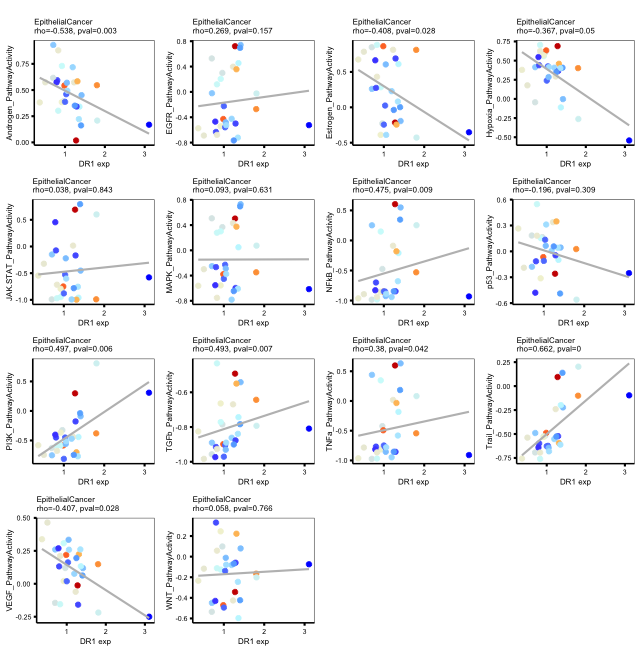 EpithelialCancer
rho=-0.538, pval=0.003
Androgen_PathwayActivity
0.75
0.50
0.25
0.00
1
2
3
DR1 exp
EpithelialCancer
rho=0.269, pval=0.157
EGFR_PathwayActivity
0.8
0.4
0.0
-0.4
-0.8
1
2
3
DR1 exp
EpithelialCancer
rho=-0.408, pval=0.028
Estrogen_PathwayActivity
0.5
0.0
-0.5
1
2
3
DR1 exp
EpithelialCancer
rho=-0.367, pval=0.05
Hypoxia_PathwayActivity
0.75
0.50
0.25
0.00
-0.25
-0.50
1
2
3
DR1 exp
EpithelialCancer
rho=0.038, pval=0.843
JAK.STAT_PathwayActivity
0.5
0.0
-0.5
-1.0
1
2
3
DR1 exp
EpithelialCancer
rho=0.093, pval=0.631
MAPK_PathwayActivity
0.8
0.4
0.0
-0.4
-0.8
1
2
3
DR1 exp
EpithelialCancer
rho=0.475, pval=0.009
NFkB_PathwayActivity
0.5
0.0
-0.5
-1.0
1
2
3
DR1 exp
EpithelialCancer
rho=-0.196, pval=0.309
p53_PathwayActivity
0.6
0.3
0.0
-0.3
-0.6
1
2
3
DR1 exp
EpithelialCancer
rho=0.497, pval=0.006
PI3K_PathwayActivity
0.5
0.0
-0.5
1
2
3
DR1 exp
EpithelialCancer
rho=0.493, pval=0.007
TGFb_PathwayActivity
-0.6
-0.8
-1.0
1
2
3
DR1 exp
EpithelialCancer
rho=0.38, pval=0.042
TNFa_PathwayActivity
0.5
0.0
-0.5
-1.0
1
2
3
DR1 exp
EpithelialCancer
rho=0.662, pval=0
Trail_PathwayActivity
0.25
0.00
-0.25
-0.50
-0.75
1
2
3
DR1 exp
EpithelialCancer
rho=-0.407, pval=0.028
VEGF_PathwayActivity
0.50
0.25
0.00
-0.25
1
2
3
DR1 exp
EpithelialCancer
rho=0.058, pval=0.766
WNT_PathwayActivity
0.2
0.0
-0.2
-0.4
-0.6
1
2
3
DR1 exp